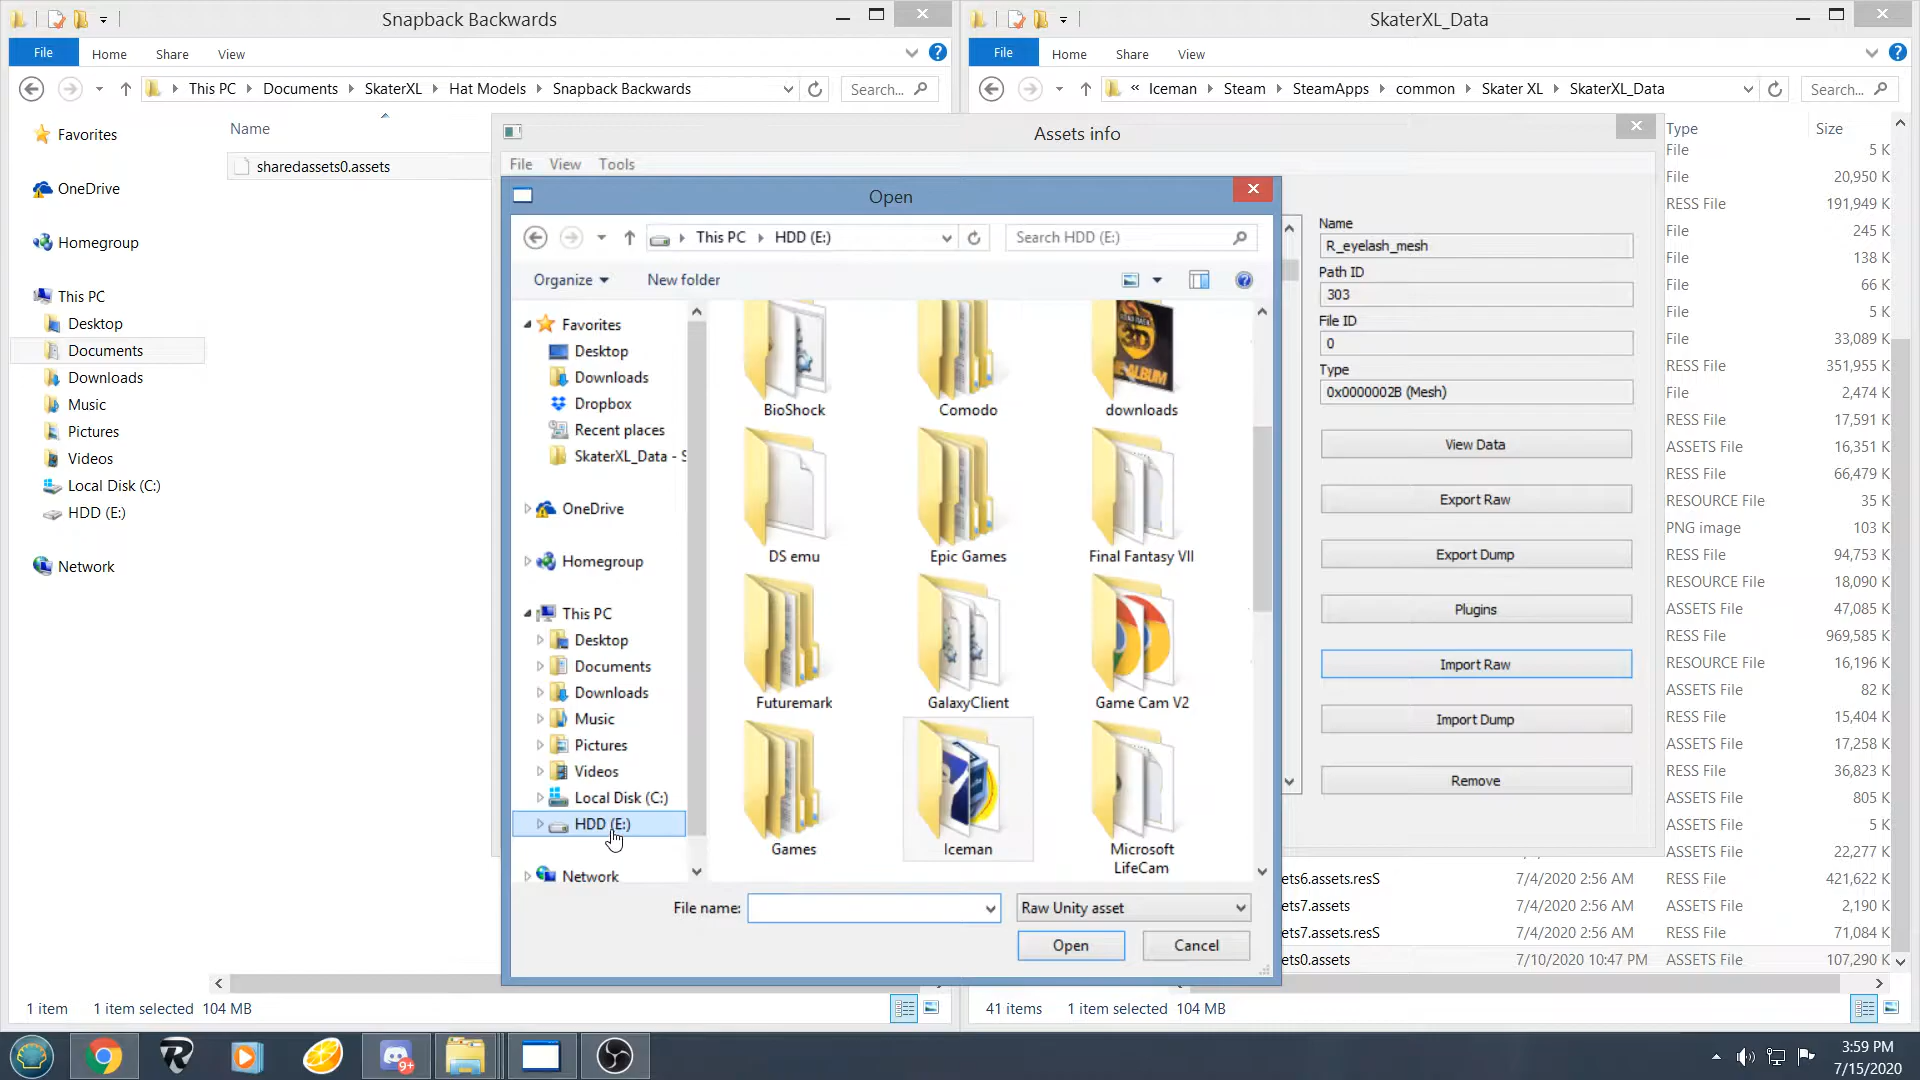 Snapback Backwards
File
Home
Share
View
This PC
Documents
SkaterXL
Hat Models
Snapback Backwards
Search...
Favorites
OneDrive
Homegroup
This PC
Desktop
Documents
Downloads
Music
Pictures
Videos
Local Disk (C:)
HDD (E:)
Network
Name
sharedassets0.assets
1 item
1 item selected 104 MB
SkaterXL_Data
File
Home
Share
View
« Iceman
Steam
SteamApps
common
Skater XL
SkaterXL_Data
Search...
Type
Size
File 5 K
File 20,950 K
RESS File 191,949 K
File 245 K
File 138 K
File 66 K
File 5 K
File 33,089 K
RESS File 351,955 K
File 2,474 K
RESS File 17,591 K
ASSETS File 16,351 K
RESS File 66,479 K
RESOURCE File 35 K
PNG image 103 K
RESS File 94,753 K
RESOURCE File 18,090 K
ASSETS File 47,085 K
RESS File 969,585 K
RESOURCE File 16,196 K
ASSETS File 82 K
RESS File 15,404 K
ASSETS File 17,258 K
RESS File 36,823 K
ASSETS File 805 K
ASSETS File 5 K
ASSETS File 22,277 K
ets6.assets.resS 7/4/2020 2:56 AM RESS File 421,622 K
ets7.assets 7/4/2020 2:56 AM ASSETS File 2,190 K
ets7.assets.resS 7/4/2020 2:56 AM RESS File 71,084 K
ets0.assets 7/10/2020 10:47 PM ASSETS File 107,290 K
41 items
1 item selected 104 MB
Assets info
File
View
Tools
Name
R_eyelash_mesh
Path ID
303
File ID
0
Type
0x0000002B (Mesh)
View Data
Export Raw
Export Dump
Plugins
Import Raw
Import Dump
Remove
Open
This PC
HDD (E:)
Search HDD (E:)
Organize
New folder
Favorites
Desktop
Downloads
Dropbox
Recent places
SkaterXL_Data - S
OneDrive
Homegroup
This PC
Desktop
Documents
Downloads
Music
Pictures
Videos
Local Disk (C:)
HDD (E:)
Network
BioShock
Comodo
downloads
DS emu
Epic Games
Final Fantasy VII
Futuremark
GalaxyClient
Game Cam V2
Games
Iceman
Microsoft
LifeCam
File name:
Raw Unity asset
Open
Cancel
9+
3:59 PM
7/15/2020